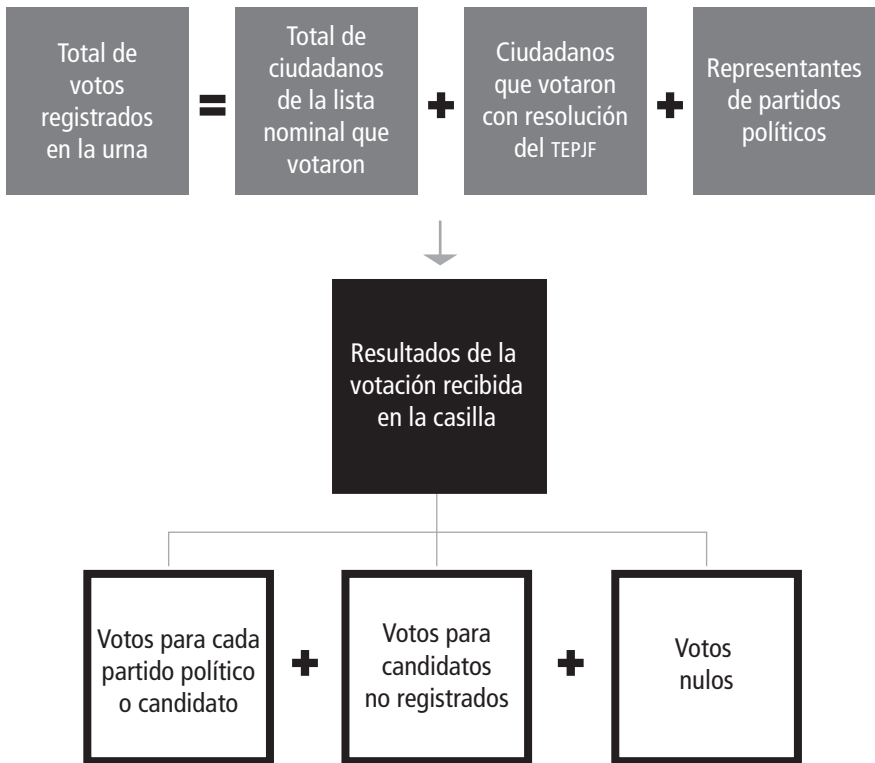 Total de
votos
registrados
en la urna
=
Total de
ciudadanos
de la lista
nominal que
votaron
+
Ciudadanos
que votaron
con resolución
del TEPJF
+
Representantes
de partidos
políticos
Resultados de la
votación recibida
en la casilla
Votos para cada
partido político
o candidato
+
Votos para
candidatos
no registrados
+
Votos
nulos